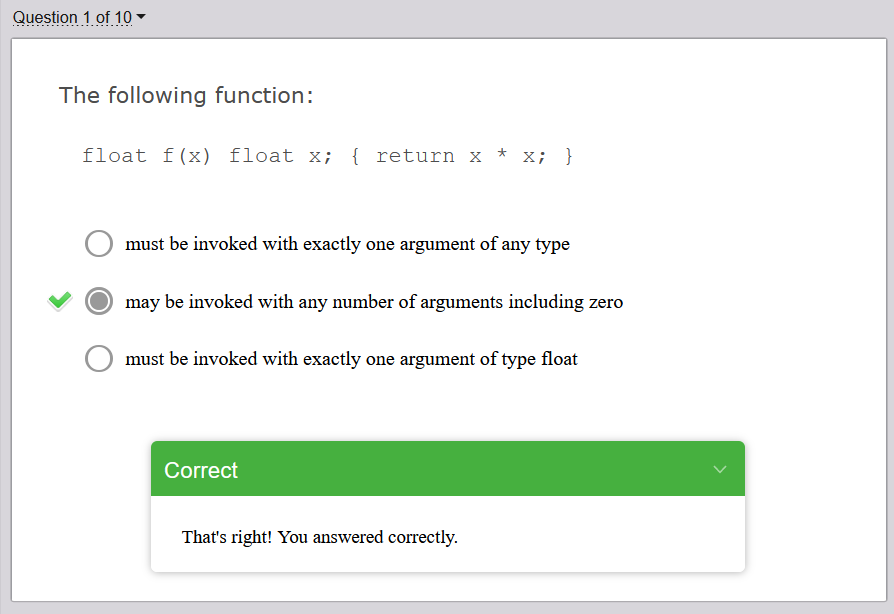 Question 1 of 10
The following function:
float f(x) float x; { return x * x; }
must be invoked with exactly one argument of any type
may be invoked with any number of arguments including zero
must be invoked with exactly one argument of type float
Correct
That's right! You answered correctly.